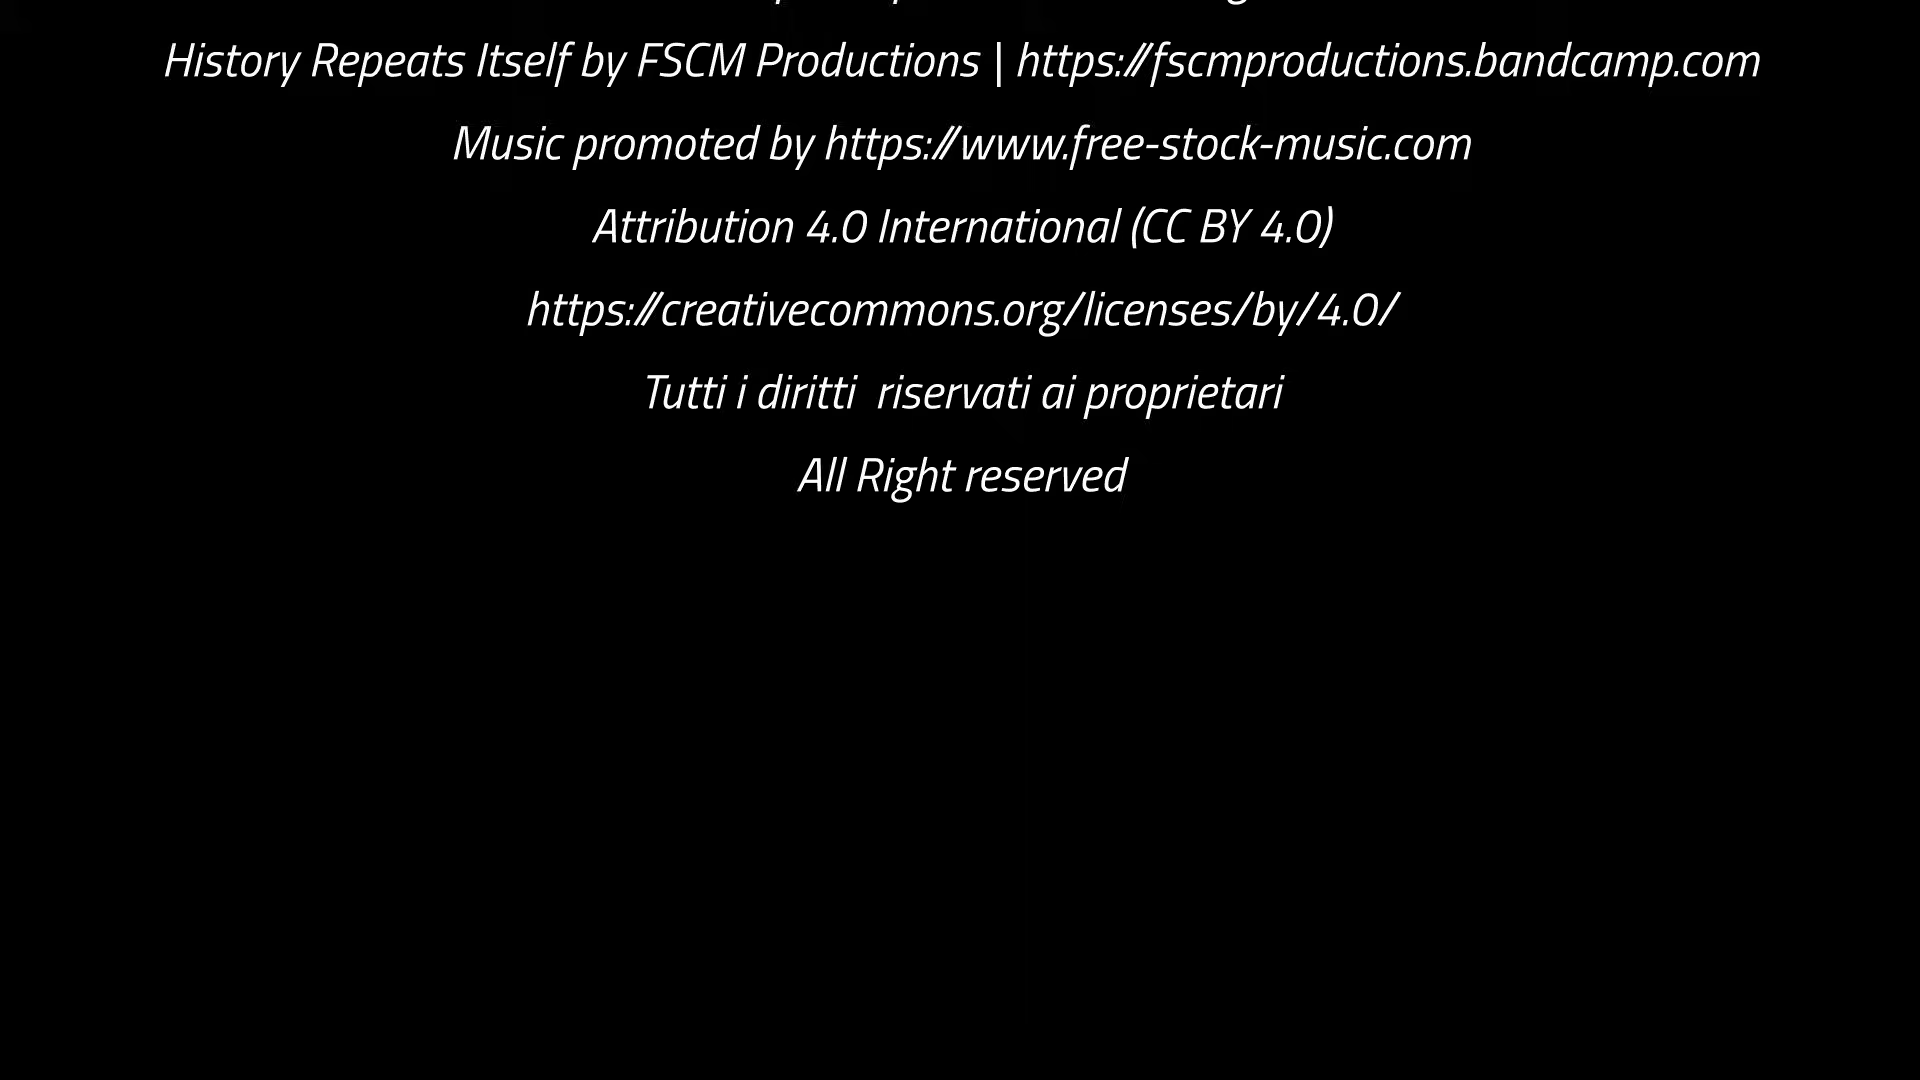 History Repeats Itself by FSCM Productions | https://fscmproductions.bandcamp.com
Music promoted by https://www.free-stock-music.com
Attribution 4.0 International (CC BY 4.0)
https://creativecommons.org/licenses/by/4.0/
Tutti i diritti  riservati ai proprietari
All Right reserved